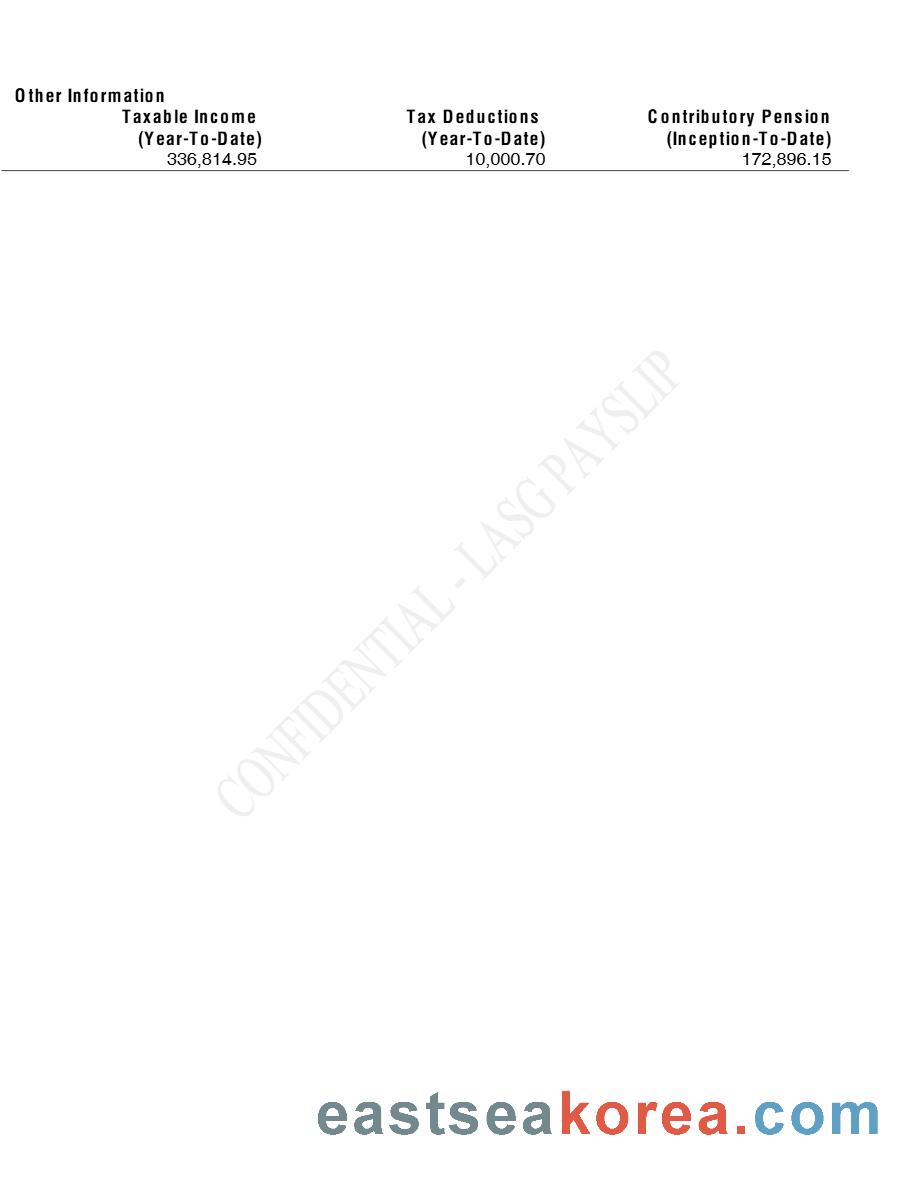 Other Information
Taxable Income Tax Deductions Contributory Pension
(Year-To-Date) (Year-To-Date) (Inception-To-Date)
336,814.95 10,000.70 172,896.15
CONFIDENTIAL - LASG PAYSLIP
eastseakorea.com